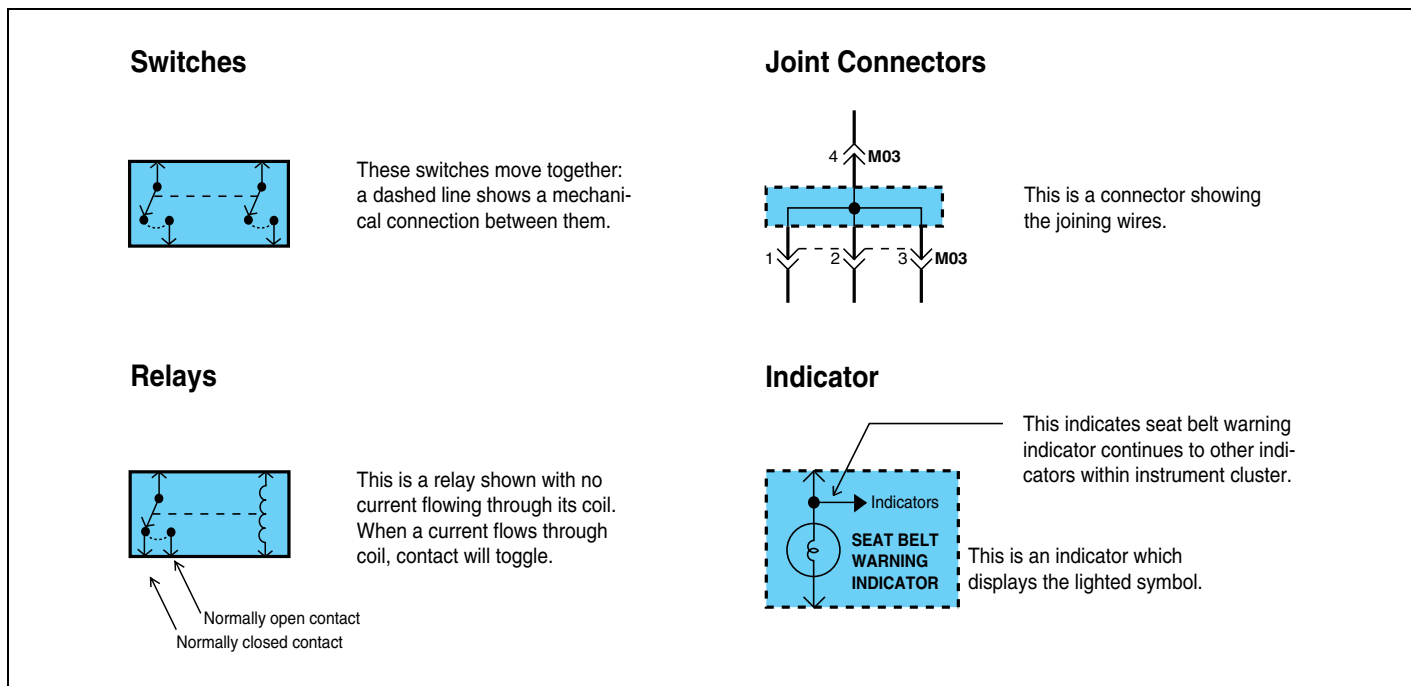 Switches
These switches move together:
a dashed line shows a mechani-
cal connection between them.
Joint Connectors
4 M03
1 2 3 M03
This is a connector showing
the joining wires.
Relays
This is a relay shown with no
current flowing through its coil.
When a current flows through
coil, contact will toggle.
Normally open contact
Normally closed contact
Indicator
This indicates seat belt warning
indicator continues to other indi-
cators within instrument cluster.
Indicators
SEAT BELT
WARNING
INDICATOR
This is an indicator which
displays the lighted symbol.